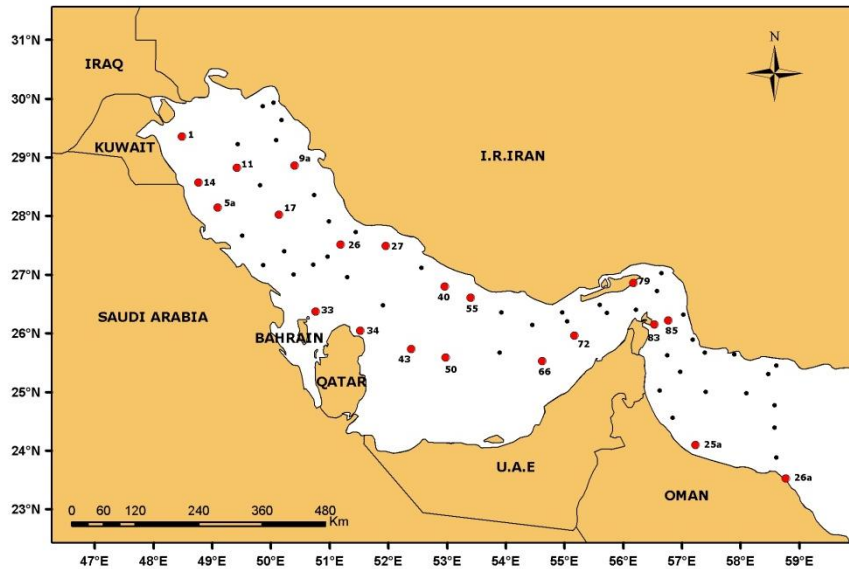 N
31°N
IRAQ
30°N
1
29°N
KUWAIT
11
9a
I.R.IRAN
14
28°N
5a
17
26
27
27°N
79
40
55
33
SAUDI ARABIA
34
85
26°N
BAHRAIN
83
43
72
50
66
QATAR
25°N
24°N
25a
U.A.E
26a
OMAN
23°N
0 60 120 240 360 480
Km
47°E 48°E 49°E 50°E 51°E 52°E 53°E 54°E 55°E 56°E 57°E 58°E 59°E